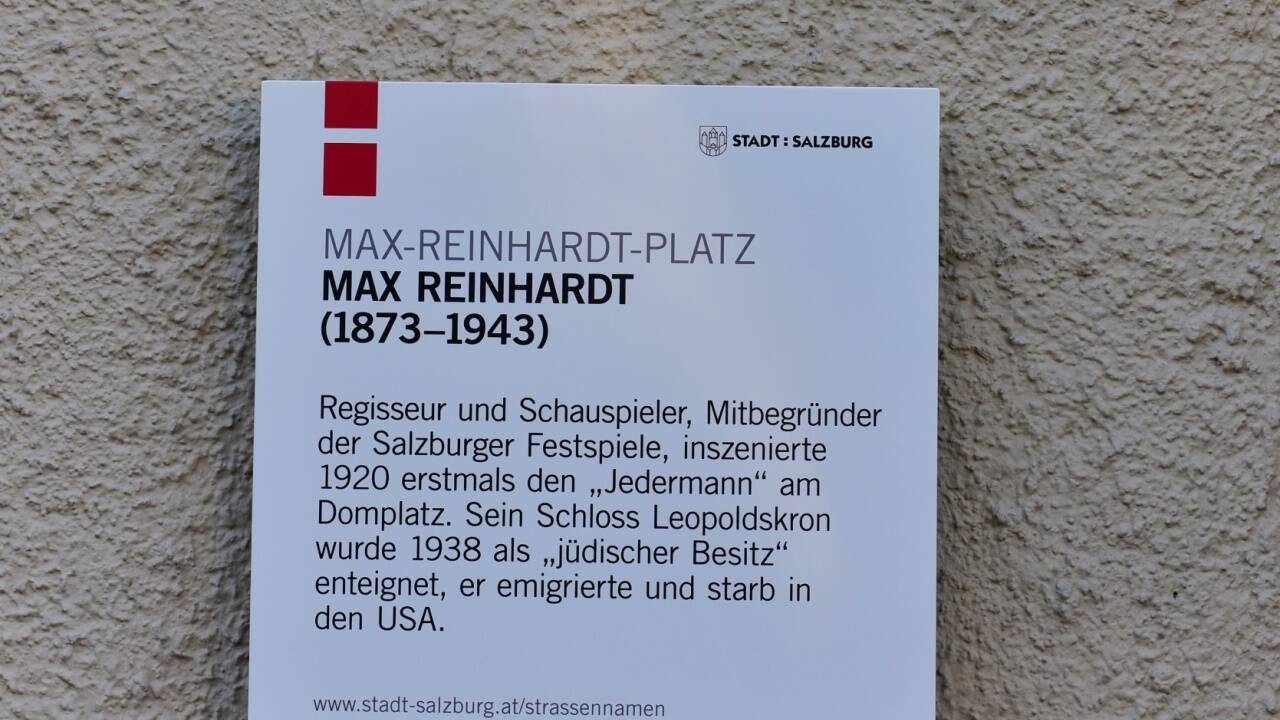 STADT : SALZBURG
MAX-REINHARDT-PLATZ
MAX REINHARDT
(1873–1943)
Regisseur und Schauspieler, Mitbegründer
der Salzburger Festspiele, inszenierte
1920 erstmals den „Jedermann“ am
Domplatz. Sein Schloss Leopoldskron
wurde 1938 als „jüdischer Besitz“
enteignet, er emigrierte und starb in
den USA.
www.stadt-salzburg.at/strassennamen